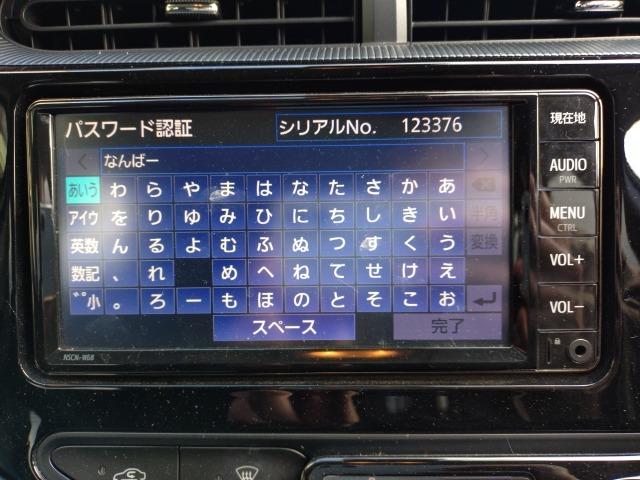 パスワード認証 シリアルNo. 123376
なんばー
あいう わ ら や ま は な た さ か あ
アイウ を り ゆ み ひ に ち し き い 半角
英数 ん る よ む ふ ぬ つ す く う 変換
数記 、 れ め へ ね て せ け え
゛゜小 。 ろ ー も ほ の と そ こ お
スペース 完了
現在地
AUDIO
PWR
MENU
CTRL
VOL+
VOL−
NSCN-W68